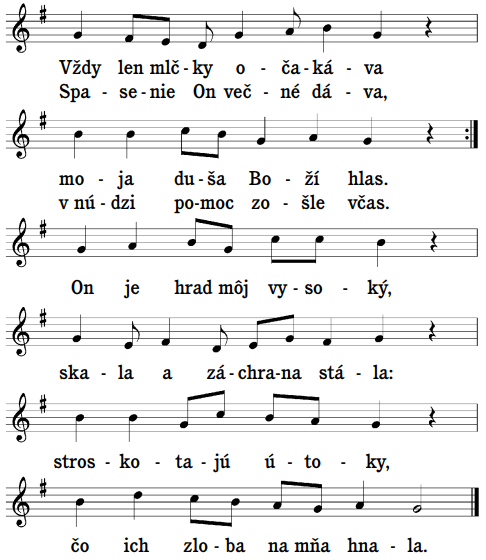 Vždy len mlč - ky o - ča - ká - va
Spa - se - nie On več - né dá - va,
mo - ja du - ša Bo - ží hlas.
v nú - dzi po - moc zo - šle včas.
On je hrad môj vy - so - ký,
ska - la a zá - chra - na stá - la:
stros - ko - ta - jú ú - to - ky,
čo ich zlo - ba na mňa hna - la.